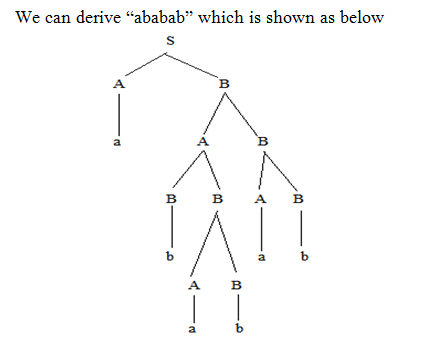 We can derive “ababab” which is shown as below
S
A B
a A B
B B A B
b a b
A B
a b